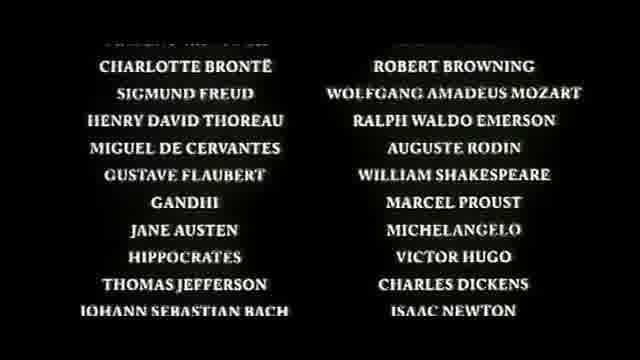 CHARLOTTE BRONTË
ROBERT BROWNING
SIGMUND FREUD
WOLFGANG AMADEUS MOZART
HENRY DAVID THOREAU
RALPH WALDO EMERSON
MIGUEL DE CERVANTES
AUGUSTE RODIN
GUSTAVE FLAUBERT
WILLIAM SHAKESPEARE
GANDHI
MARCEL PROUST
JANE AUSTEN
MICHELANGELO
HIPPOCRATES
VICTOR HUGO
THOMAS JEFFERSON
CHARLES DICKENS
JOHANN SEBASTIAN BACH
ISAAC NEWTON